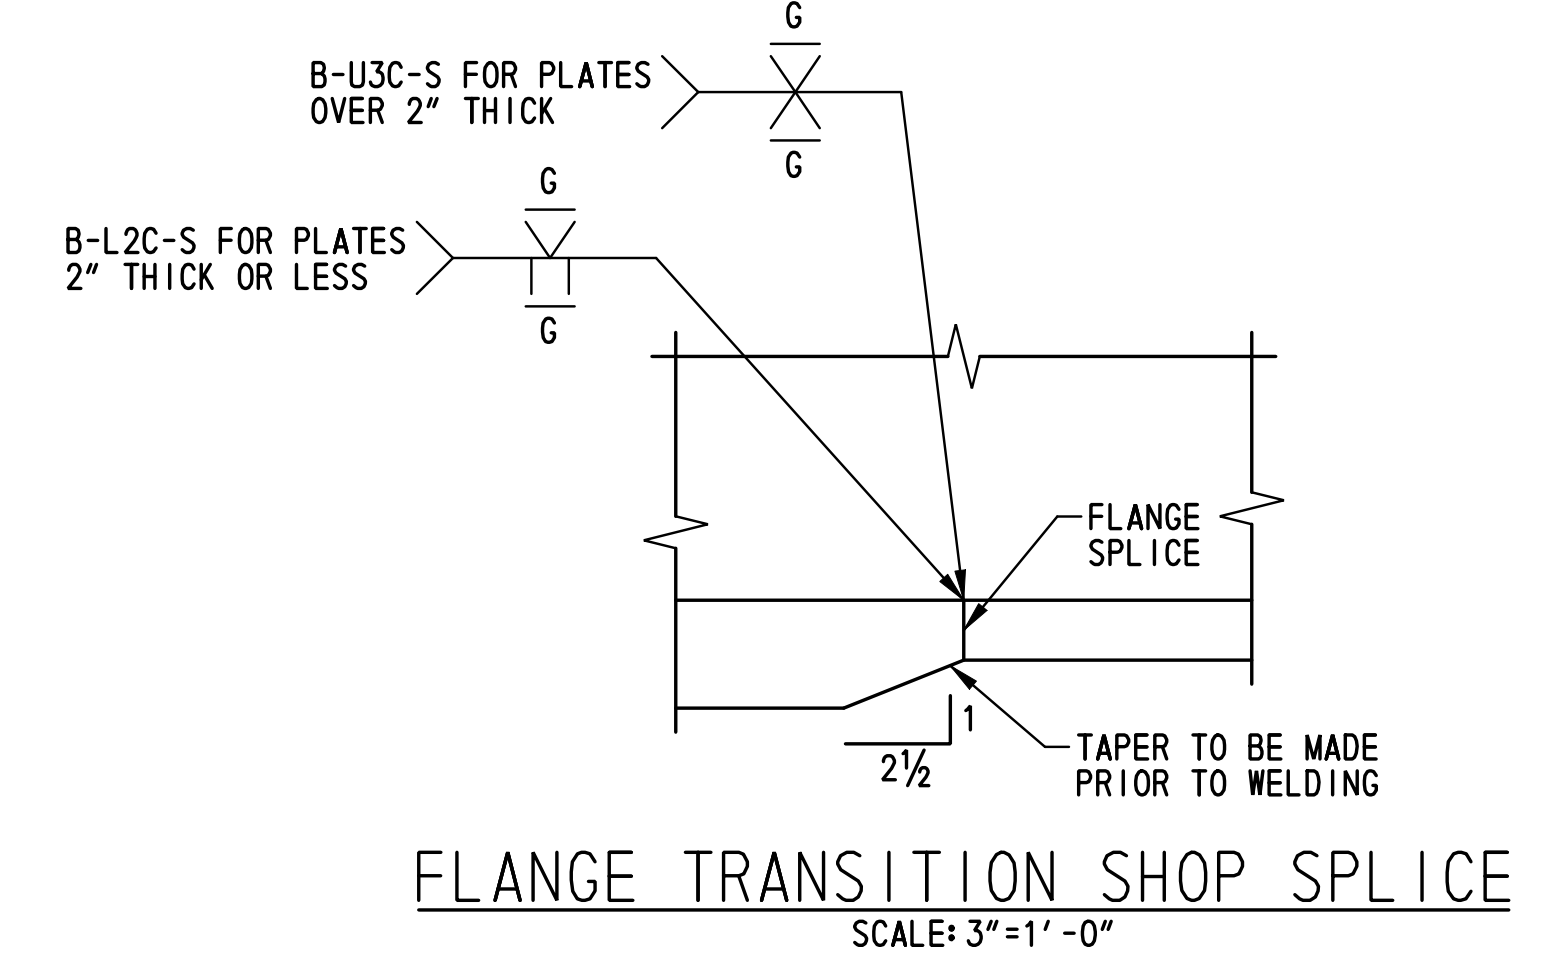 G
B-U3C-S FOR PLATES
OVER 2" THICK
G
G
B-L2C-S FOR PLATES
2" THICK OR LESS
G
FLANGE
SPLICE
1
2½
TAPER TO BE MADE
PRIOR TO WELDING
FLANGE TRANSITION SHOP SPLICE
SCALE: 3"=1'-0"